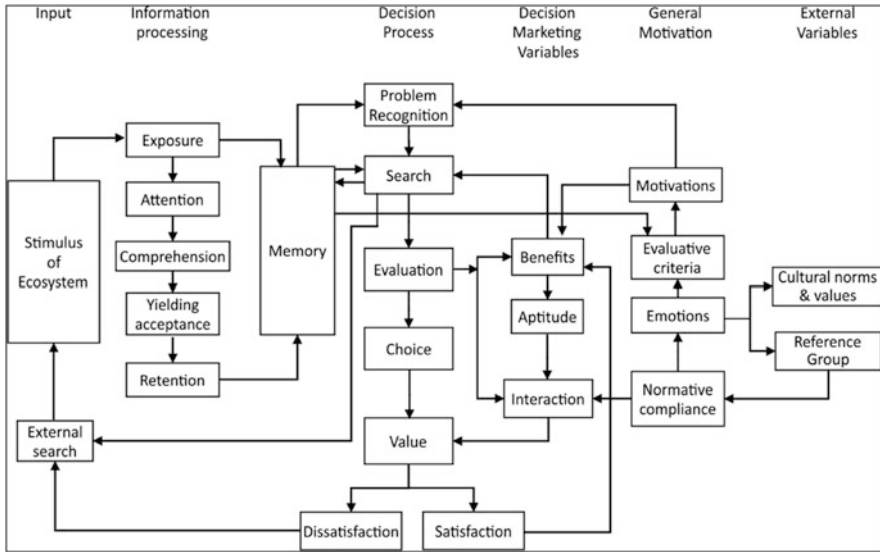 Input
Information
processing
Decision
Process
Decision
Marketing
Variables
General
Motivation
External
Variables
Problem
Recognition
Exposure
Search
Motivations
Attention
Stimulus
of
Ecosystem
Memory
Comprehension
Evaluation
Benefits
Evaluative
criteria
Cultural norms
& values
Yielding
acceptance
Aptitude
Emotions
Choice
Reference
Group
Retention
Interaction
Normative
compliance
External
search
Value
Dissatisfaction
Satisfaction